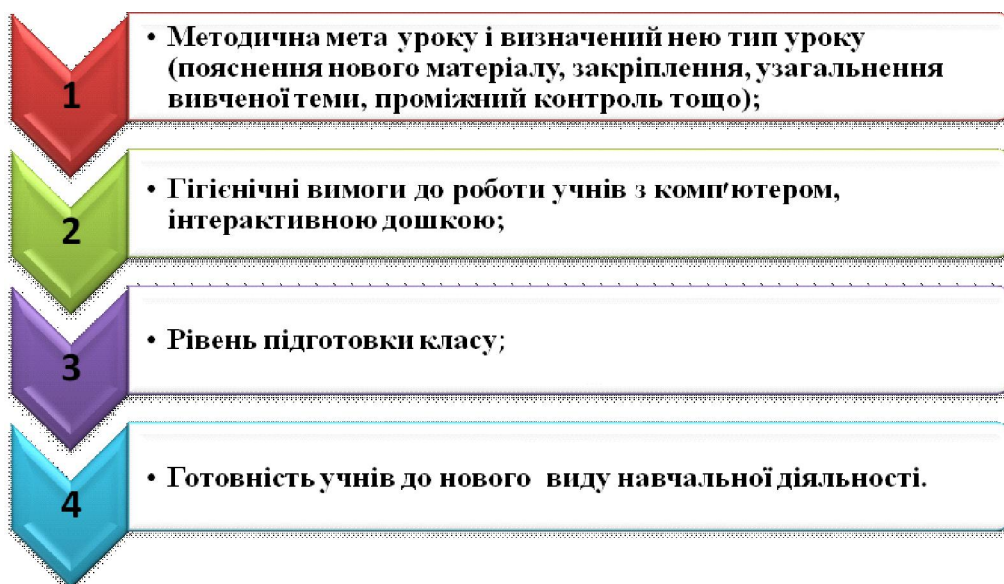 1
• Методична мета уроку і визначений нею тип уроку
(пояснення нового матеріалу, закріплення, узагальнення
вивченої теми, проміжний контроль тощо);
2
• Гігієнічні вимоги до роботи учнів з комп'ютером,
інтерактивною дошкою;
3
• Рівень підготовки класу;
4
• Готовність учнів до нового виду навчальної діяльності.